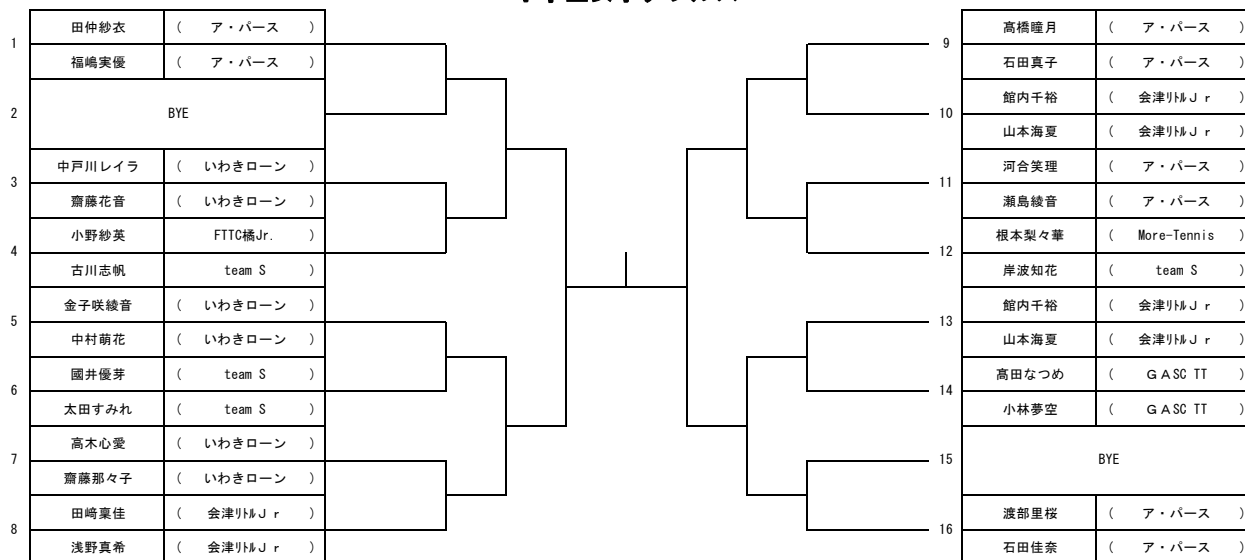 1
田仲紗衣 ( ア・パース )
福嶋実優 ( ア・パース )
2
BYE
3
中戸川レイラ ( いわきローン )
齋藤花音 ( いわきローン )
4
小野紗英 FTTC橘Jr. )
古川志帆 team S )
5
金子咲綾音 ( いわきローン )
中村萌花 ( いわきローン )
6
國井優芽 ( team S )
太田すみれ ( team S )
7
高木心愛 ( いわきローン )
齋藤那々子 ( いわきローン )
8
田﨑稟佳 ( 会津ﾘﾄﾙJr )
浅野真希 ( 会津ﾘﾄﾙJr )
9
髙橋瞳月 ( ア・パース )
石田真子 ( ア・パース )
10
館内千裕 ( 会津ﾘﾄﾙJr )
山本海夏 ( 会津ﾘﾄﾙJr )
11
河合笑理 ( ア・パース )
瀬島綾音 ( ア・パース )
12
根本梨々華 ( More-Tennis )
岸波知花 ( team S )
13
館内千裕 ( 会津ﾘﾄﾙJr )
山本海夏 ( 会津ﾘﾄﾙJr )
14
髙田なつめ ( GASC TT )
小林夢空 ( GASC TT )
15
BYE
16
渡部里桜 ( ア・パース )
石田佳奈 ( ア・パース )